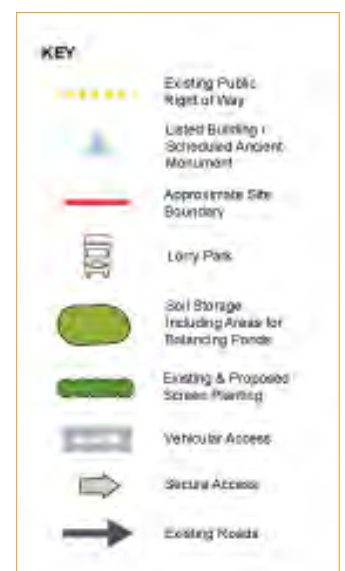 KEY
Existing Public
Right of Way
Listed Building /
Scheduled Ancient
Monument
Approximate Site
Boundary
Lorry Park
Soil Storage
Including Areas for
Balancing Ponds
Existing & Proposed
Screen Planting
Vehicular Access
Secure Access
Existing Roads